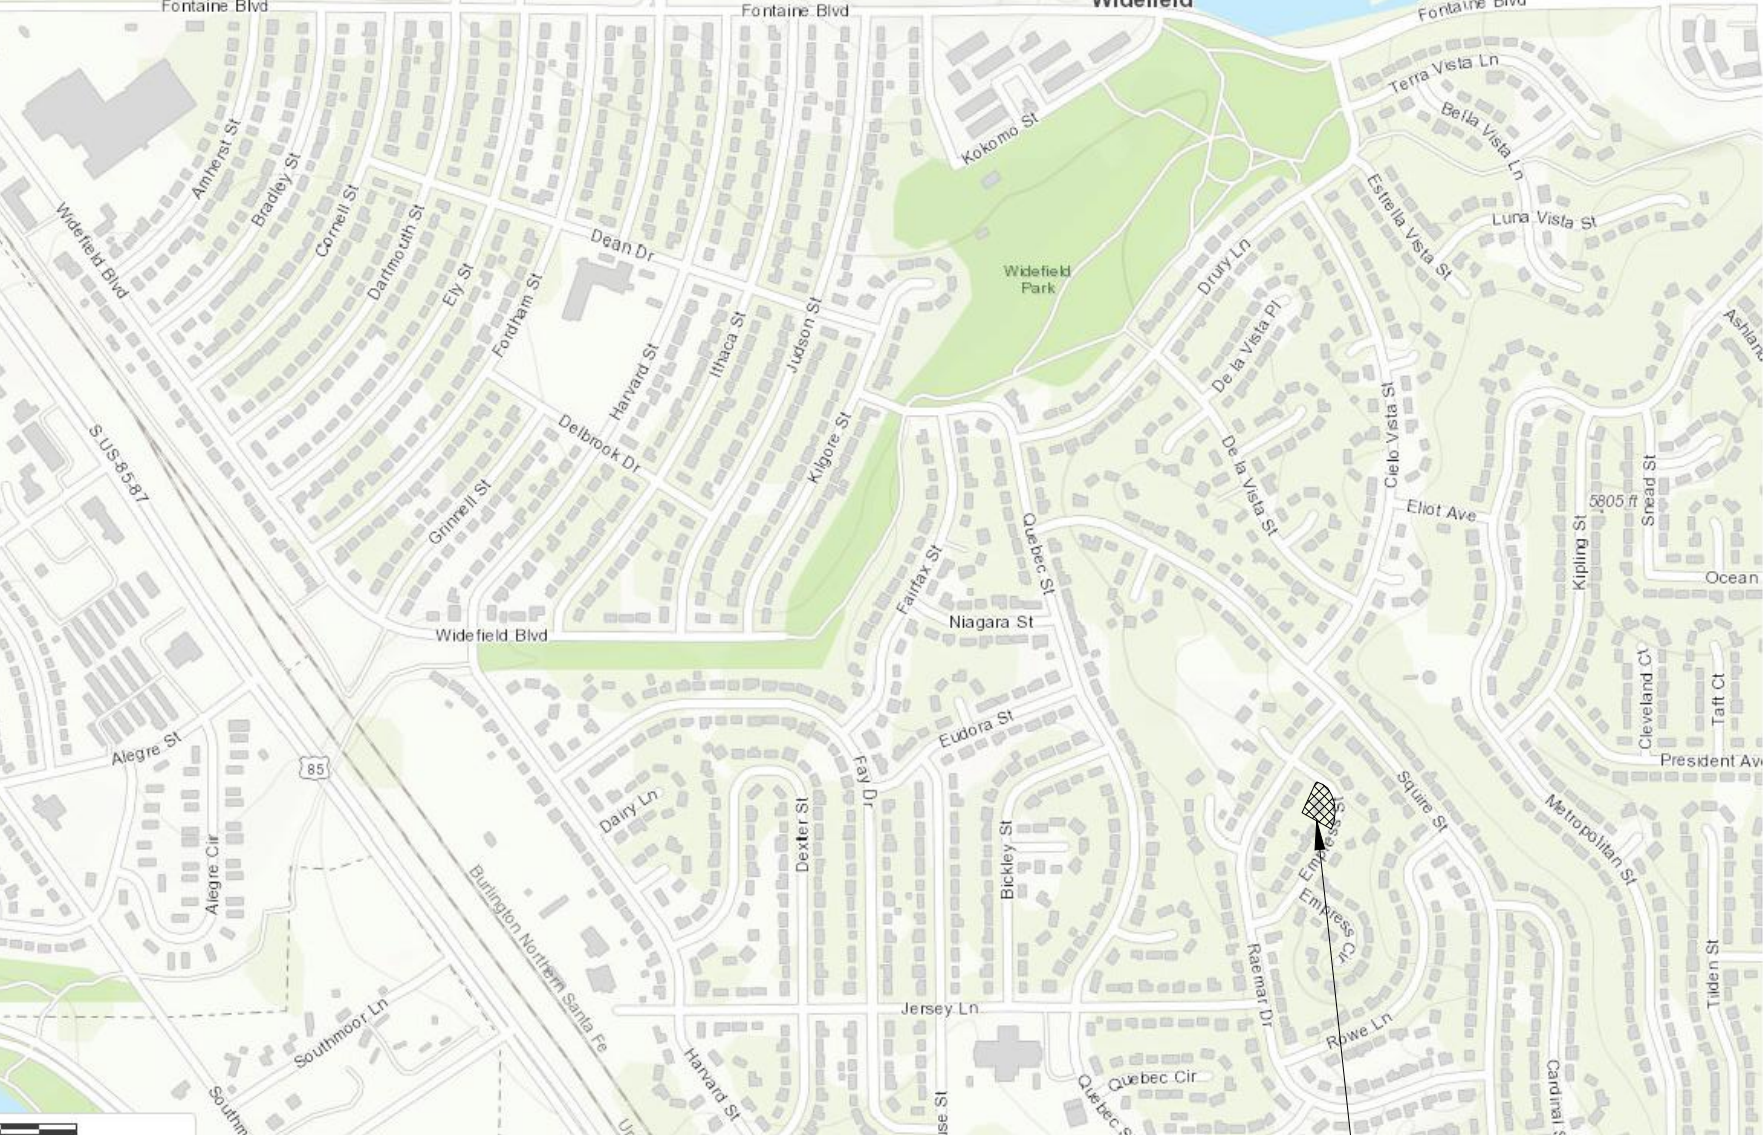 Fontaine Blvd
Fontaine Blvd
Widefield
Fontaine Blvd
Terra Vista Ln
Bella Vista Ln
Kokomo St
Amherst St
Bradley St
Cornell St
Dartmouth St
Ely St
Fordham St
Widefield Blvd
Dean Dr
Estrella Vista St
Luna Vista St
Drury Ln
Widefield
Park
De la Vista Pl
Harvard St
Ithaca St
Judson St
Kilgore St
Cielo Vista St
S US-85-87
Delbrook Dr
Grinnell St
De la Vista St
Eliot Ave
5805 ft
Snead St
Kipling St
Quebec St
Fairfax St
Ocean
Niagara St
Widefield Blvd
Cleveland Ct
Taft Ct
Eudora St
Alegre St
85
Fay Dr
President Av
Dairy Ln
Dexter St
Squire St
Metropolitan St
Bickley St
Empress St
Alegre Cir
Empress Cir
Burlington Northern Santa Fe
Raemar Dr
Tilden St
Jersey Ln
Southmoor Ln
Rowe Ln
Harvard St
Quebec Cir
Quebec S
Cardinal S